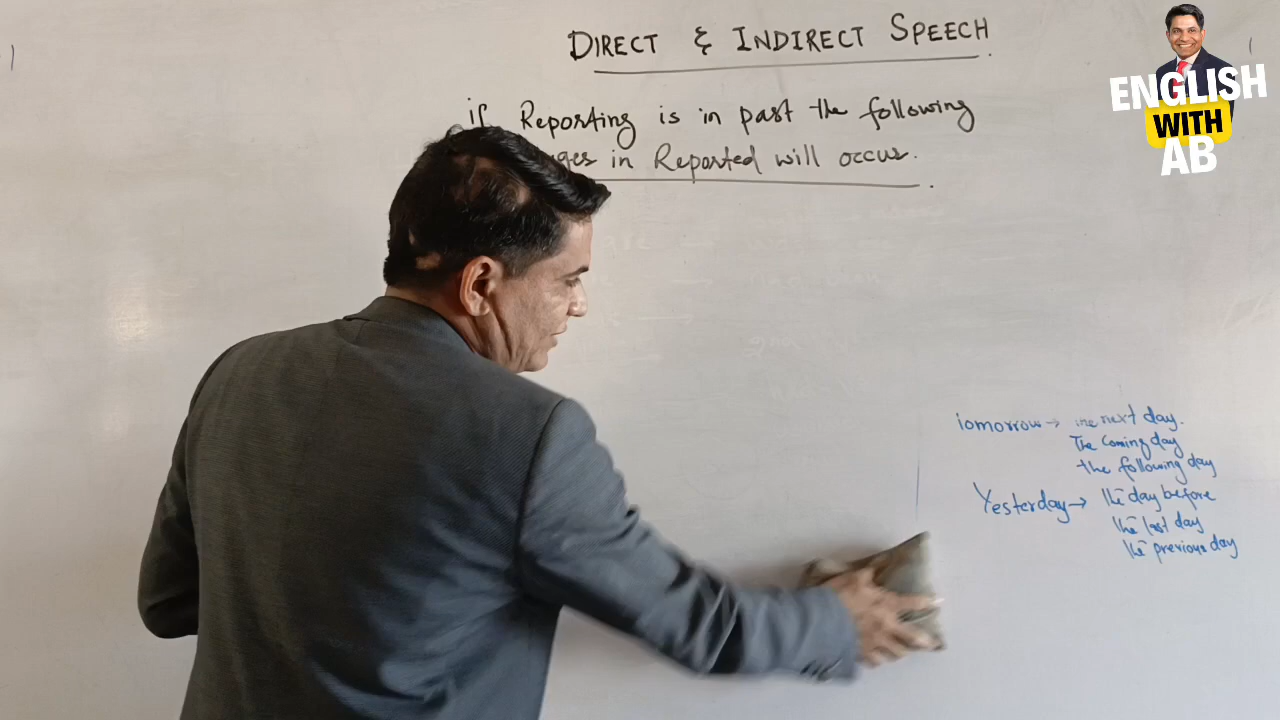 DIRECT & INDIRECT SPEECH
if Reporting is in past the following
in Reported will occur.
tomorrow → the next day.
The Coming day
the following day
Yesterday → the day before
the last day
the previous day
ENGLISH
WITH
AB